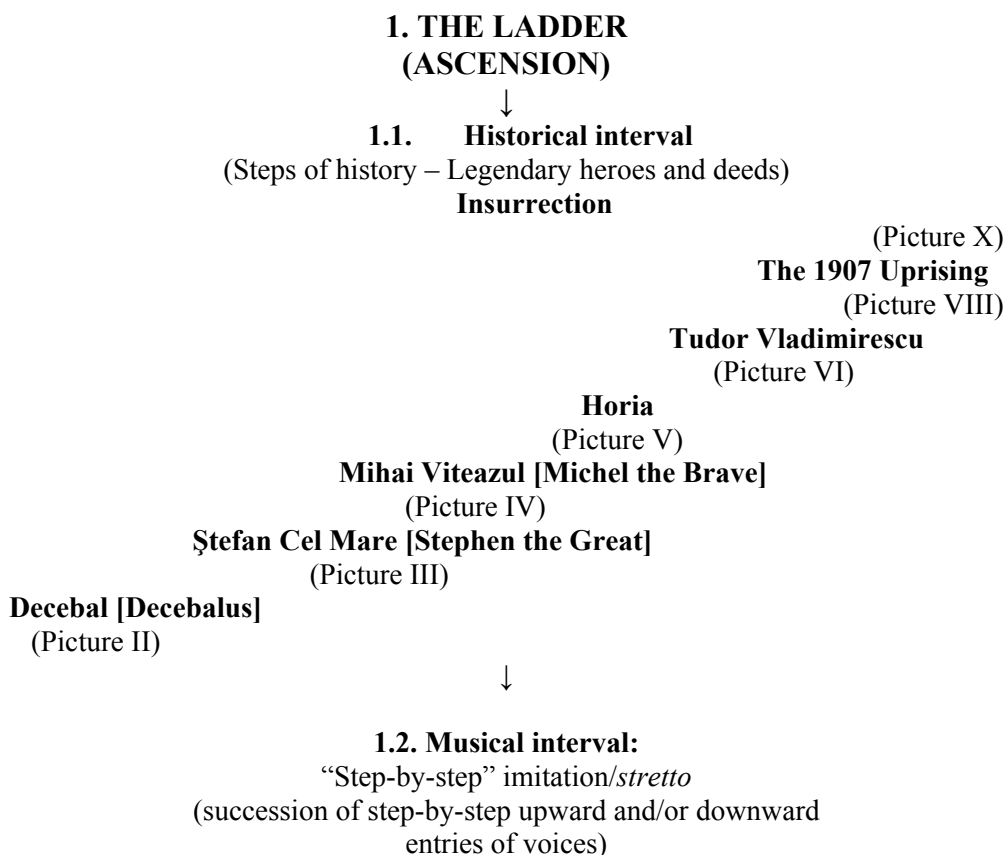 1. THE LADDER
(ASCENSION)
↓
1.1. Historical interval
(Steps of history – Legendary heroes and deeds)
Insurrection
(Picture X)
The 1907 Uprising
(Picture VIII)
Tudor Vladimirescu
(Picture VI)
Horia
(Picture V)
Mihai Viteazul [Michel the Brave]
(Picture IV)
Ştefan Cel Mare [Stephen the Great]
(Picture III)
Decebal [Decebalus]
(Picture II)
↓
1.2. Musical interval:
“Step-by-step” imitation/stretto
(succession of step-by-step upward and/or downward
entries of voices)